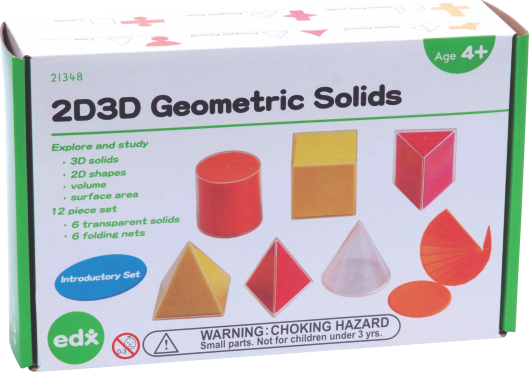 21348
Age 4+
2D3D Geometric Solids
Explore and study
• 3D solids
• 2D shapes
• volume
• surface area
12 piece set
• 6 transparent solids
• 6 folding nets
Introductory Set
edx
0-3
WARNING: CHOKING HAZARD
Small parts. Not for children under 3 yrs.